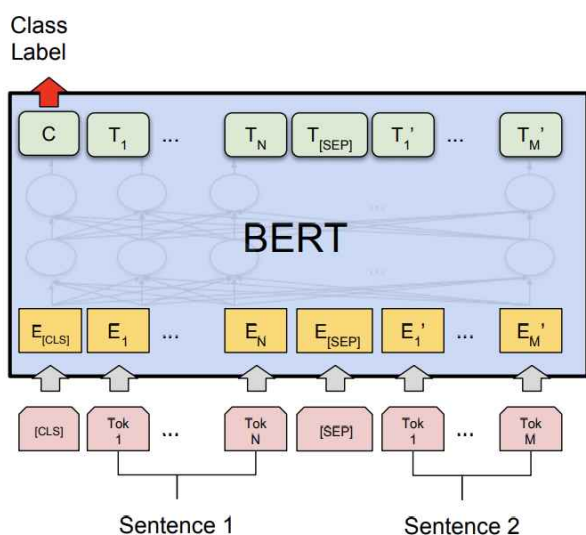 Class
Label
C T1 ... TN T[SEP] T1' ... TM'
...
BERT
...
E[CLS] E1 ... EN E[SEP] E1' ... EM'
[CLS] Tok 1 ... Tok N [SEP] Tok 1 ... Tok M
Sentence 1 Sentence 2